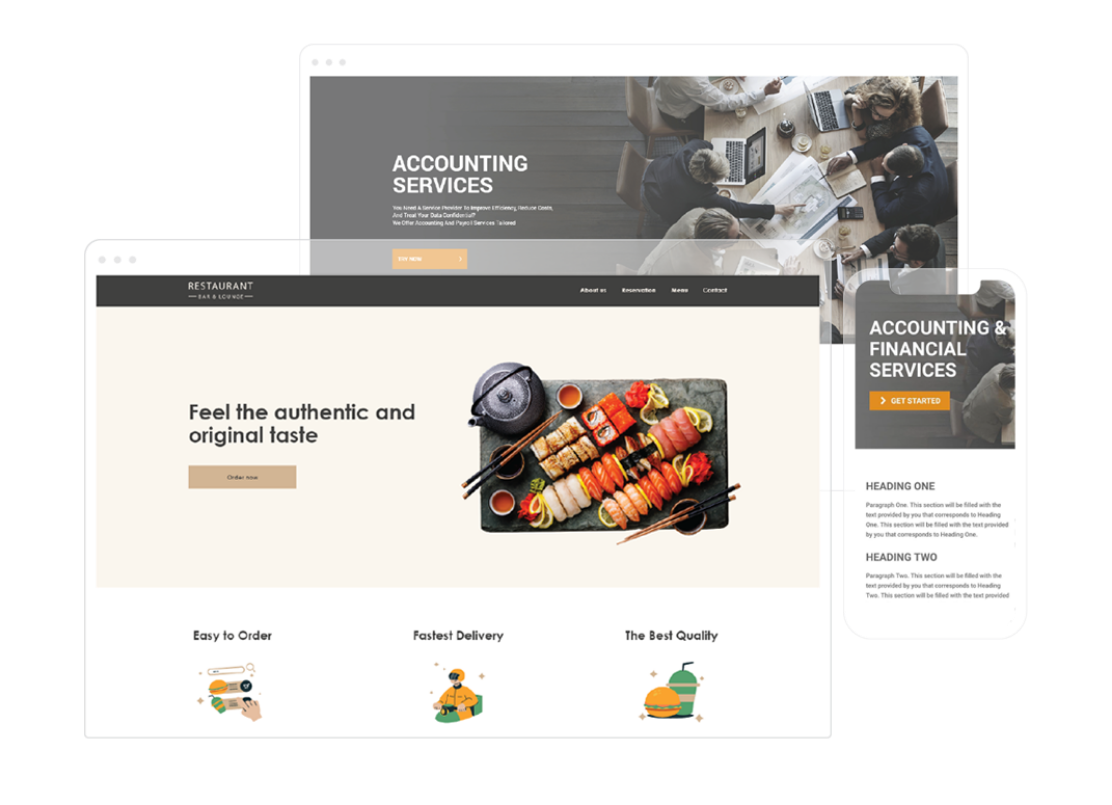 ACCOUNTING
SERVICES
You Need A Service Provider To Improve Efficiency, Reduce Costs,
And Treat Your Data Confidential?
We Offer Accounting And Payroll Services Tailored
RESTAURANT
BAR & LOUNGE
About us Reservation Menu Contact
Feel the authentic and
original taste
Order now
Easy to Order
Fastest Delivery
The Best Quality
ACCOUNTING &
FINANCIAL
SERVICES
GET STARTED
HEADING ONE
Paragraph One. This section will be filled with the
text provided by you that corresponds to Heading
One. This section will be filled with the text provided
by you that corresponds to Heading One.
HEADING TWO
Paragraph Two. This section will be filled with the
text provided by you that corresponds to Heading
Two. This section will be filled with the text provided